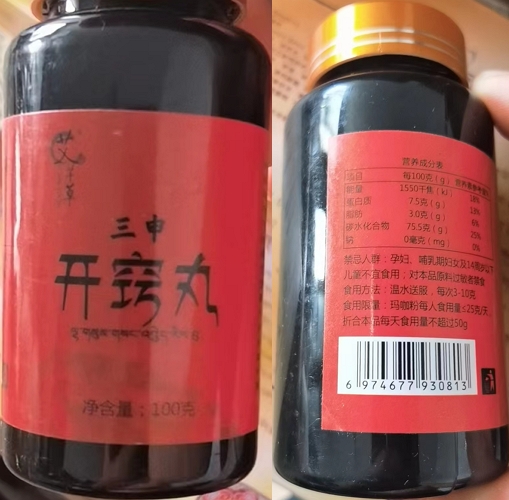 三申
开窍丸
净含量：100克
营养成分表
项目 每100克(g)
能量 1550千焦(kj) 18%
蛋白质 7.5克(g) 13%
脂肪 3.0克(g) 5%
碳水化合物 75.5克(g) 25%
钠 0毫克(mg) 0%
禁忌人群：孕妇、哺乳期妇女及14周岁以下
儿童不宜食用；对本品原料过敏者禁食
食用方法：温水送服，每次3-10克
食用限量：玛咖粉每人食用量≤25克/天
折合本品每天食用量不超过50g
6 974677 930813